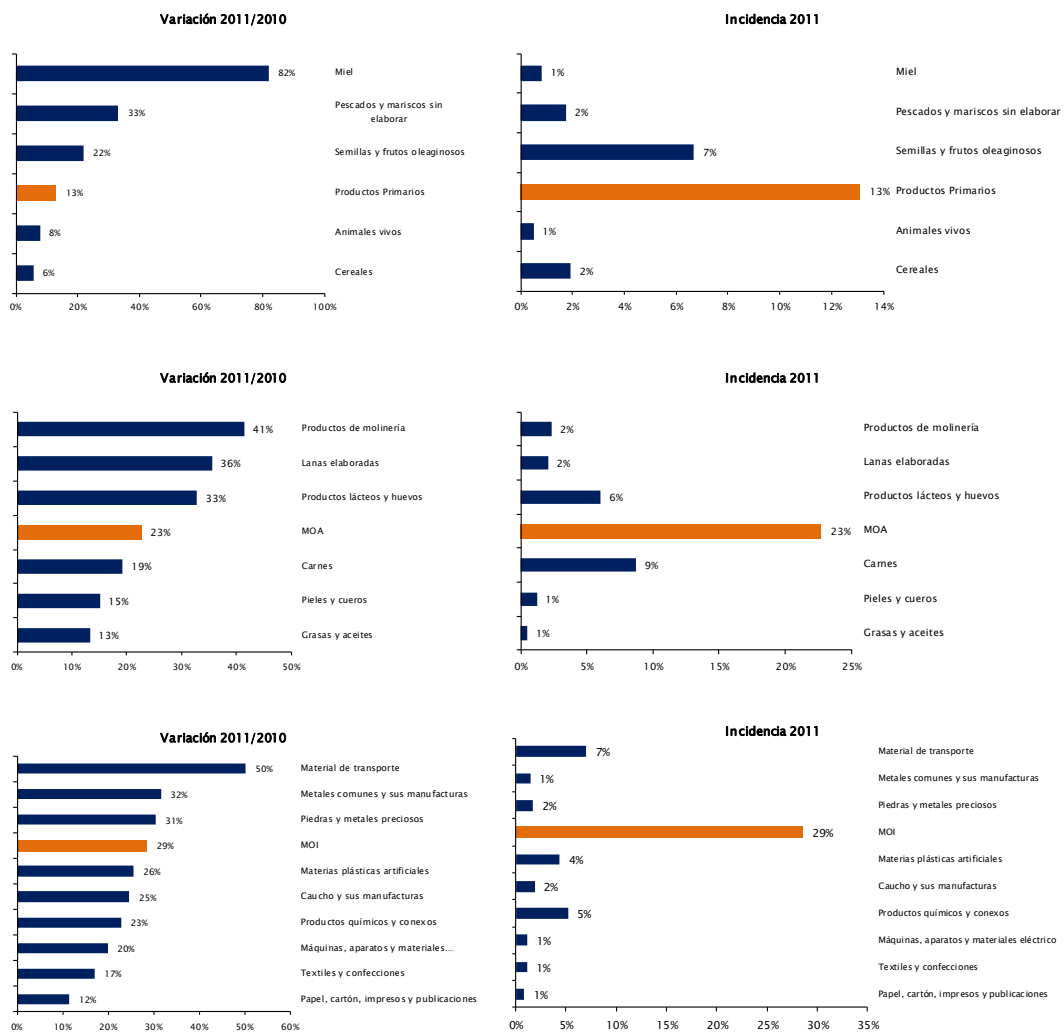 Variación 2011/2010
82% Miel
33% Pescados y mariscos sin
elaborar
22% Semillas y frutos oleaginosos
13% Productos Primarios
8% Animales vivos
6% Cereales
0% 20% 40% 60% 80% 100%
Incidencia 2011
1% Miel
2% Pescados y mariscos sin elaborar
7% Semillas y frutos oleaginosos
13% Productos Primarios
1% Animales vivos
2% Cereales
0% 2% 4% 6% 8% 10% 12% 14%
Variación 2011/2010
41% Productos de molinería
36% Lanas elaboradas
33% Productos lácteos y huevos
23% MOA
19% Carnes
15% Pieles y cueros
13% Grasas y aceites
0% 10% 20% 30% 40% 50%
Incidencia 2011
2% Productos de molinería
2% Lanas elaboradas
6% Productos lácteos y huevos
23% MOA
9% Carnes
1% Pieles y cueros
1% Grasas y aceites
0% 5% 10% 15% 20% 25%
Variación 2011/2010
50% Material de transporte
32% Metales comunes y sus manufacturas
31% Piedras y metales preciosos
29% MOI
26% Materias plásticas artificiales
25% Caucho y sus manufacturas
23% Productos químicos y conexos
20% Máquinas, aparatos y materiales...
17% Textiles y confecciones
12% Papel, cartón, impresos y publicaciones
0% 10% 20% 30% 40% 50% 60%
Incidencia 2011
7% Material de transporte
1% Metales comunes y sus manufacturas
2% Piedras y metales preciosos
29% MOI
4% Materias plásticas artificiales
2% Caucho y sus manufacturas
5% Productos químicos y conexos
1% Máquinas, aparatos y materiales eléctrico
1% Textiles y confecciones
1% Papel, cartón, impresos y publicaciones
0% 5% 10% 15% 20% 25% 30% 35%